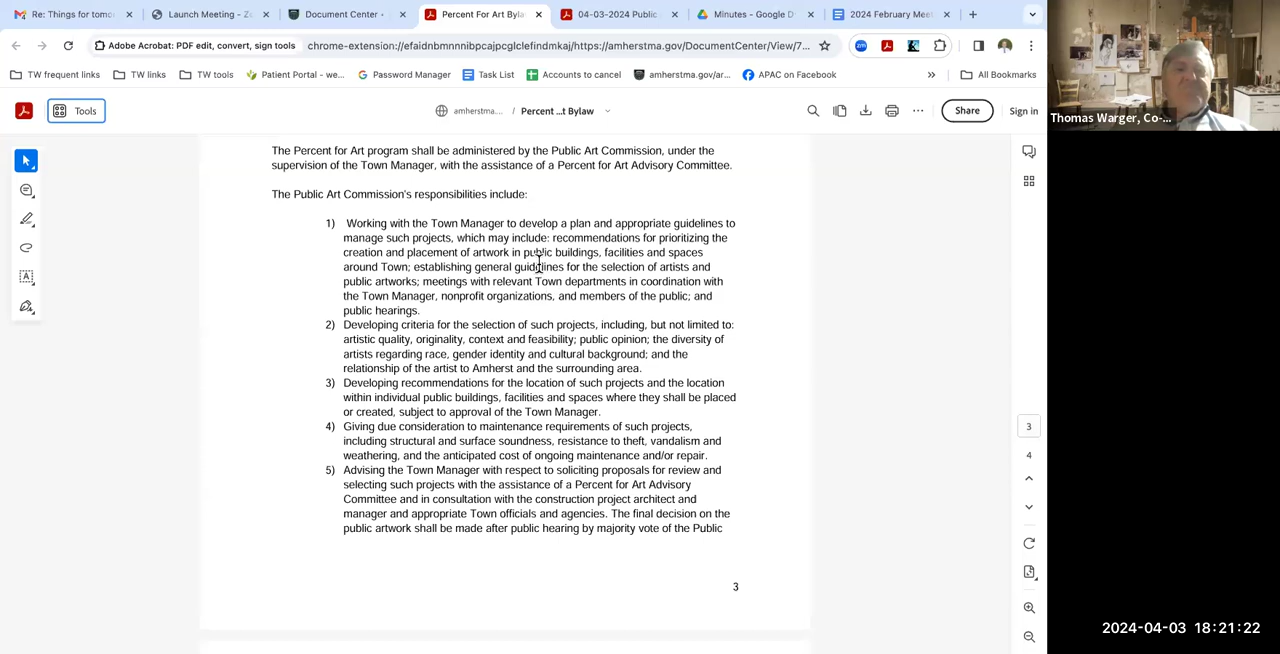 Re: Things for tomo
Launch Meeting - Z
Document Center •
Percent For Art Byla
04-03-2024 Public
Minutes - Google D
2024 February Mee
Adobe Acrobat: PDF edit, convert, sign tools
chrome-extension://efaidnbmnnnibpcajpcglclefindmkaj/https://amherstma.gov/DocumentCenter/View/7...
TW frequent links
TW links
TW tools
Patient Portal - we...
Password Manager
Task List
Accounts to cancel
amherstma.gov/ar...
APAC on Facebook
»
All Bookmarks
Tools
amherstma...
/ Percent ...t Bylaw
Share
Sign in
The Percent for Art program shall be administered by the Public Art Commission, under the
supervision of the Town Manager, with the assistance of a Percent for Art Advisory Committee.
The Public Art Commission's responsibilities include:
1) Working with the Town Manager to develop a plan and appropriate guidelines to
manage such projects, which may include: recommendations for prioritizing the
creation and placement of artwork in public buildings, facilities and spaces
around Town; establishing general guidelines for the selection of artists and
public artworks; meetings with relevant Town departments in coordination with
the Town Manager, nonprofit organizations, and members of the public; and
public hearings.
2) Developing criteria for the selection of such projects, including, but not limited to:
artistic quality, originality, context and feasibility; public opinion; the diversity of
artists regarding race, gender identity and cultural background; and the
relationship of the artist to Amherst and the surrounding area.
3) Developing recommendations for the location of such projects and the location
within individual public buildings, facilities and spaces where they shall be placed
or created, subject to approval of the Town Manager.
4) Giving due consideration to maintenance requirements of such projects,
including structural and surface soundness, resistance to theft, vandalism and
weathering, and the anticipated cost of ongoing maintenance and/or repair.
5) Advising the Town Manager with respect to soliciting proposals for review and
selecting such projects with the assistance of a Percent for Art Advisory
Committee and in consultation with the construction project architect and
manager and appropriate Town officials and agencies. The final decision on the
public artwork shall be made after public hearing by majority vote of the Public
3
3
4
Thomas Warger, Co-...
2024-04-03 18:21:22